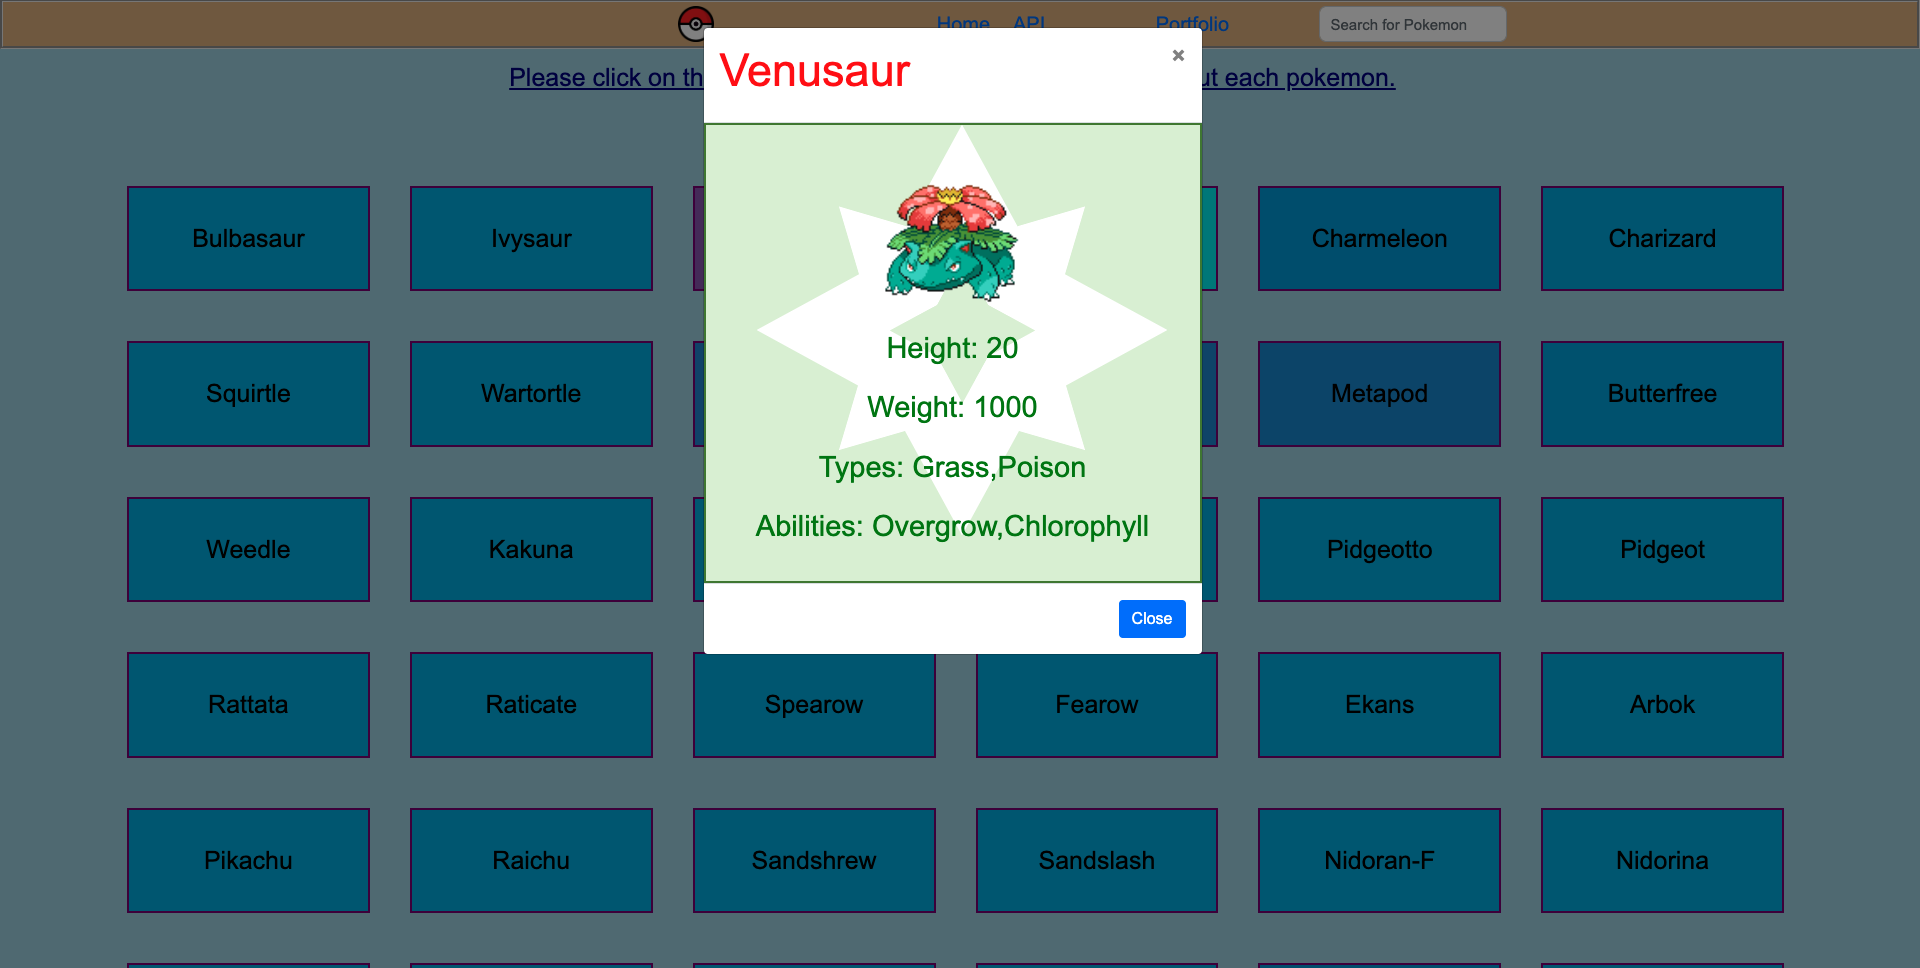 Home API Portfolio Search for Pokemon
Please click on th
ut each pokemon.
Venusaur
×
Height: 20
Weight: 1000
Types: Grass,Poison
Abilities: Overgrow,Chlorophyll
Close
Bulbasaur Ivysaur Charmeleon Charizard
Squirtle Wartortle Metapod Butterfree
Weedle Kakuna Pidgeotto Pidgeot
Rattata Raticate Spearow Fearow Ekans Arbok
Pikachu Raichu Sandshrew Sandslash Nidoran-F Nidorina